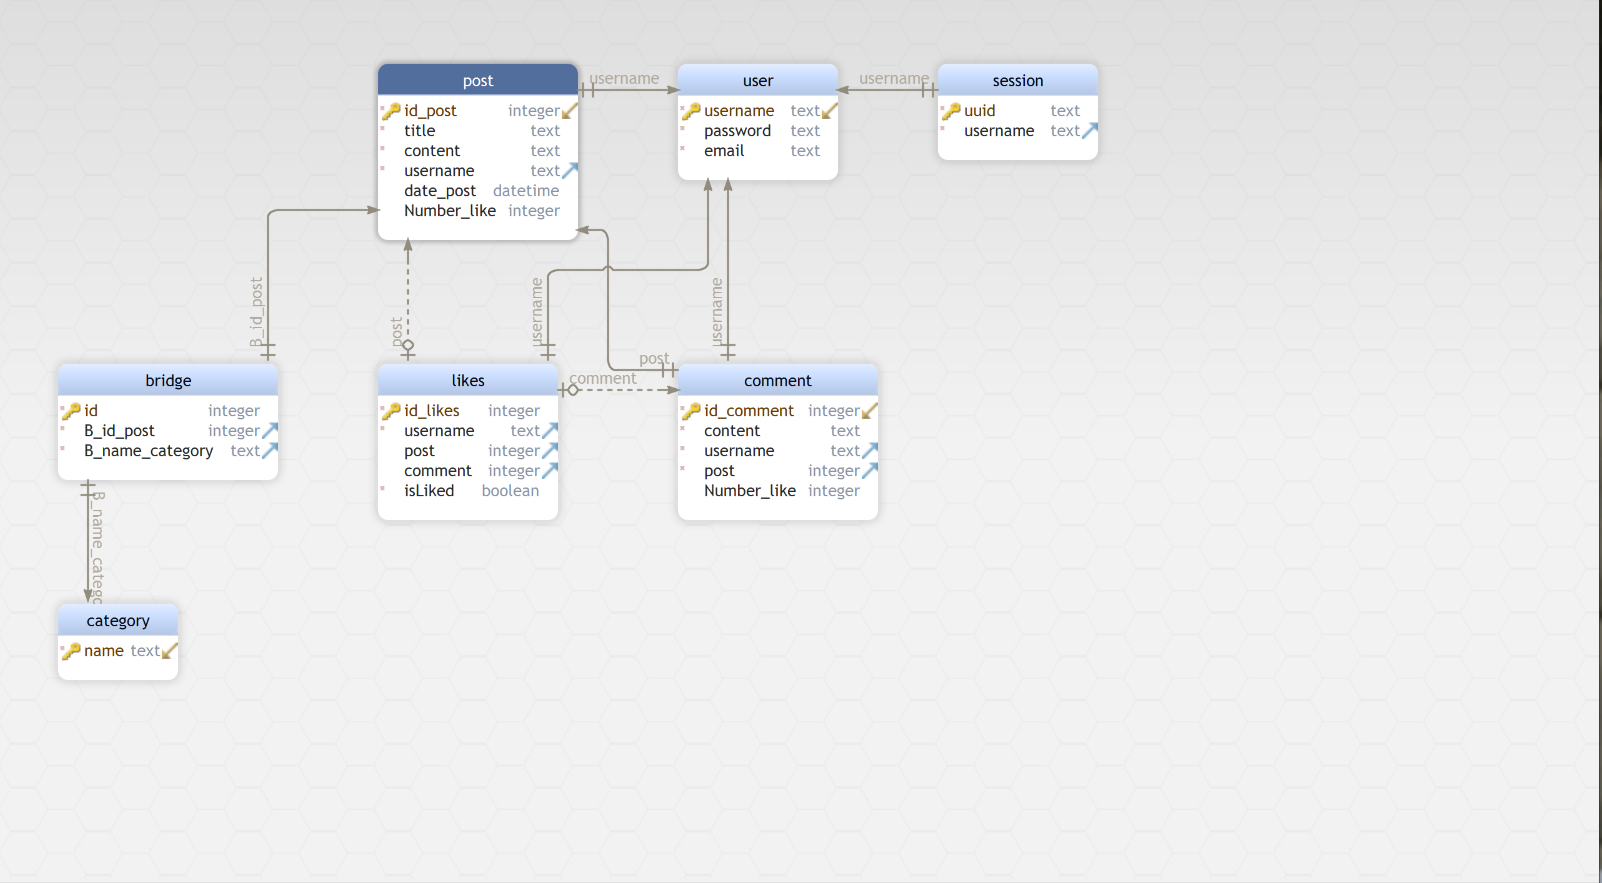 post
id_post integer
title text
content text
username text
date_post datetime
Number_like integer
username
user
username text
password text
email text
username
session
uuid text
username text
B_id_post
post
username
username
post
comment
bridge
id integer
B_id_post integer
B_name_category text
likes
id_likes integer
username text
post integer
comment integer
isLiked boolean
comment
id_comment integer
content text
username text
post integer
Number_like integer
B_name_catego
category
name text